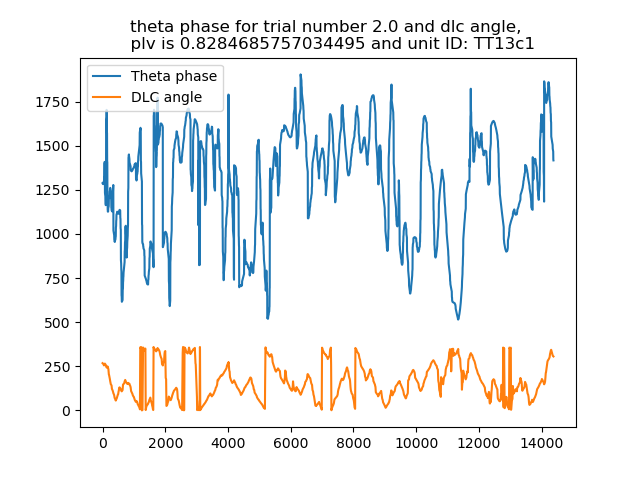 theta phase for trial number 2.0 and dlc angle,
plv is 0.8284685757034495 and unit ID: TT13c1
Theta phase
DLC angle
1750
1500
1250
1000
750
500
250
0
0 2000 4000 6000 8000 10000 12000 14000